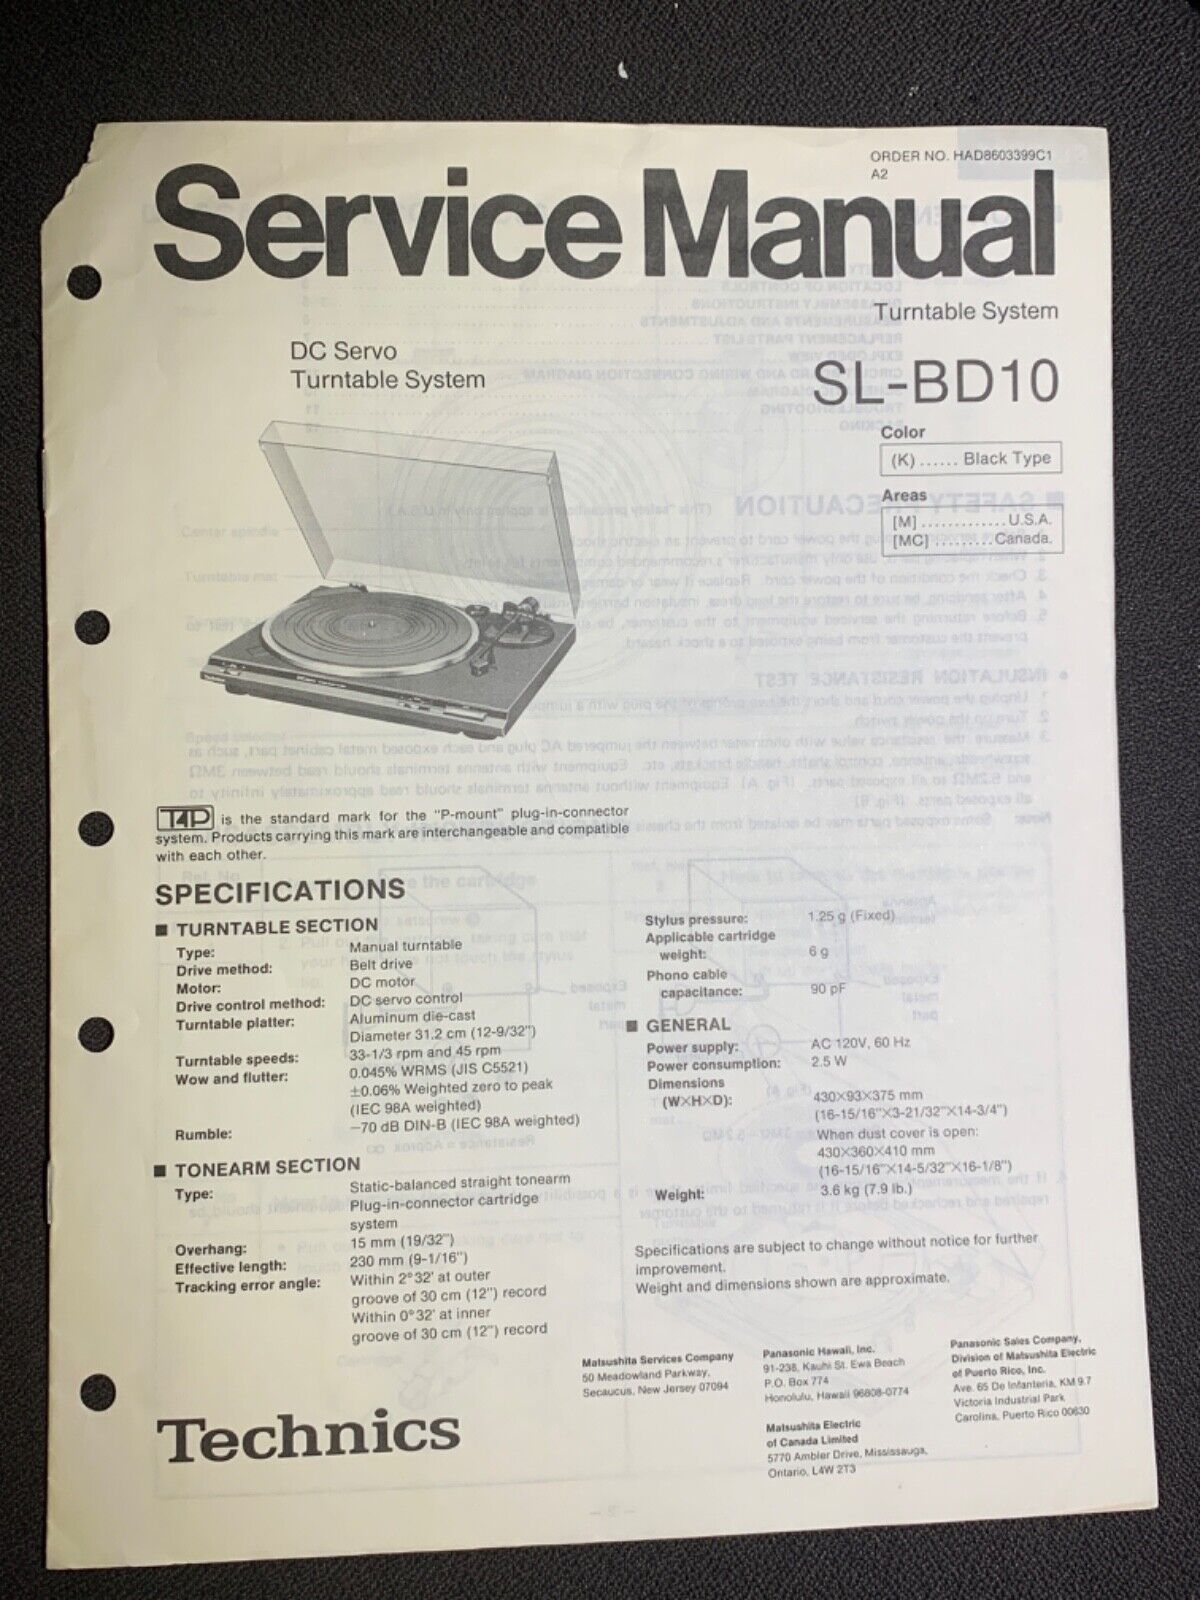 ORDER NO. HAD8603399C1
A2
Service Manual
Turntable System
DC Servo
Turntable System
SL-BD10
Color
(K) ...... Black Type
Areas
[M] ............. U.S.A.
[MC] ......... Canada.
T4P is the standard mark for the "P-mount" plug-in-connector
system. Products carrying this mark are interchangeable and compatible
with each other.
SPECIFICATIONS
■ TURNTABLE SECTION
Type: Manual turntable
Drive method: Belt drive
Motor: DC motor
Drive control method: DC servo control
Turntable platter: Aluminum die-cast
Diameter 31.2 cm (12-9/32")
Turntable speeds: 33-1/3 rpm and 45 rpm
Wow and flutter: 0.045% WRMS (JIS C5521)
±0.06% Weighted zero to peak
(IEC 98A weighted)
Rumble: −70 dB DIN-B (IEC 98A weighted)
■ TONEARM SECTION
Type: Static-balanced straight tonearm
Plug-in-connector cartridge
system
Overhang: 15 mm (19/32")
Effective length: 230 mm (9-1/16")
Tracking error angle: Within 2°32' at outer
groove of 30 cm (12") record
Within 0°32' at inner
groove of 30 cm (12") record
Stylus pressure: 1.25 g (Fixed)
Applicable cartridge
weight: 6 g
Phono cable
capacitance: 90 pF
■ GENERAL
Power supply: AC 120V, 60 Hz
Power consumption: 2.5 W
Dimensions
(W×H×D): 430×93×375 mm
(16-15/16"×3-21/32"×14-3/4")
When dust cover is open:
430×360×410 mm
(16-15/16"×14-5/32"×16-1/8")
Weight: 3.6 kg (7.9 lb.)
Specifications are subject to change without notice for further
improvement.
Weight and dimensions shown are approximate.
Technics
Matsushita Services Company
50 Meadowland Parkway,
Secaucus, New Jersey 07094
Panasonic Hawaii, Inc.
91-238, Kauhi St. Ewa Beach
P.O. Box 774
Honolulu, Hawaii 96808-0774
Matsushita Electric
of Canada Limited
5770 Ambler Drive, Mississauga,
Ontario, L4W 2T3
Panasonic Sales Company,
Division of Matsushita Electric
of Puerto Rico, Inc.
Ave. 65 De Infanteria, KM 9.7
Victoria Industrial Park
Carolina, Puerto Rico 00630